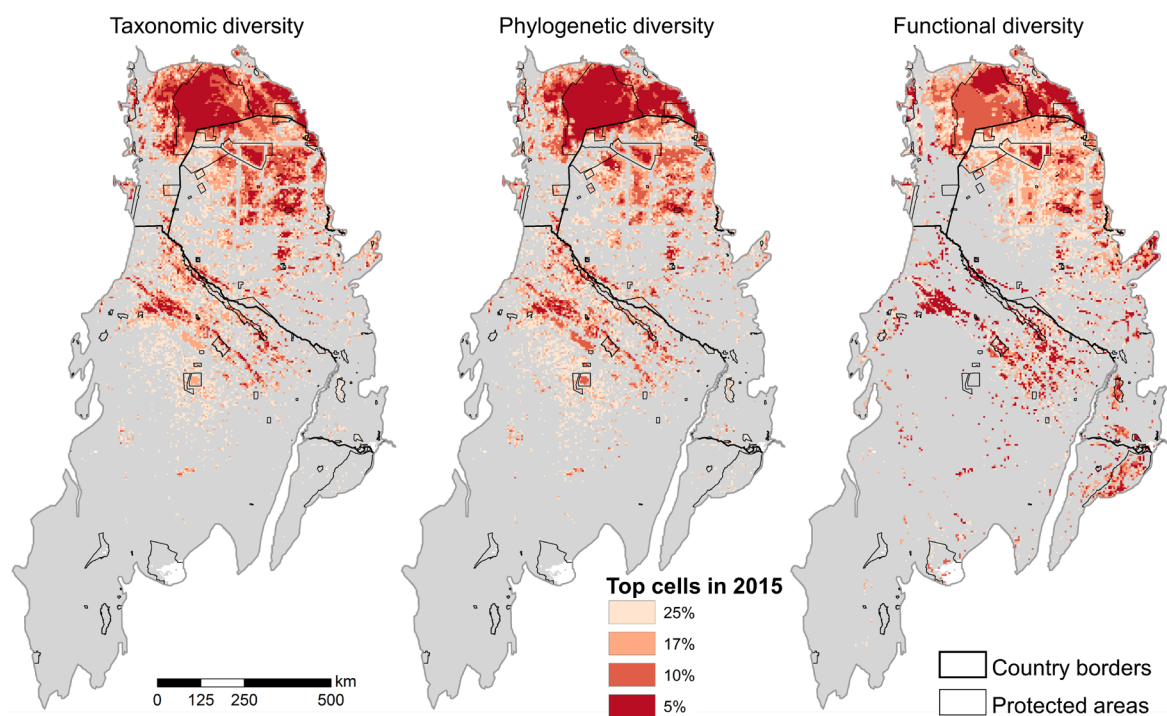 Taxonomic diversity
Phylogenetic diversity
Functional diversity
Top cells in 2015
25%
17%
10%
5%
km
0 125 250 500
Country borders
Protected areas